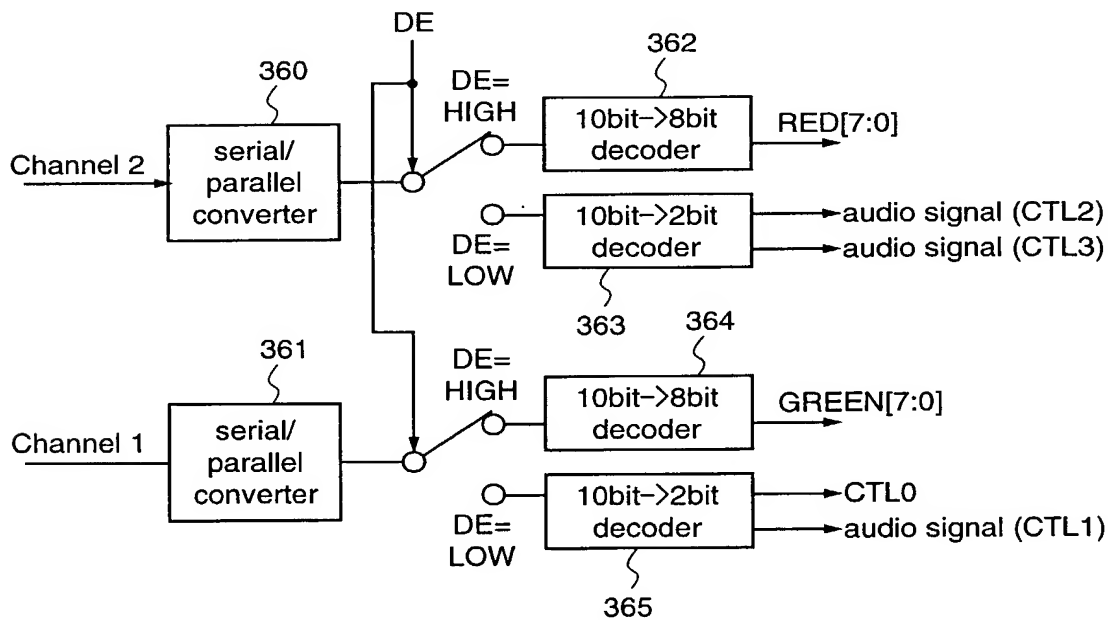 DE
360
362
DE=
HIGH
10bit->8bit
decoder
RED[7:0]
Channel 2
serial/
parallel
converter
DE=
LOW
10bit->2bit
decoder
audio signal (CTL2)
audio signal (CTL3)
363
361
364
DE=
HIGH
10bit->8bit
decoder
GREEN[7:0]
Channel 1
serial/
parallel
converter
DE=
LOW
10bit->2bit
decoder
CTL0
audio signal (CTL1)
365